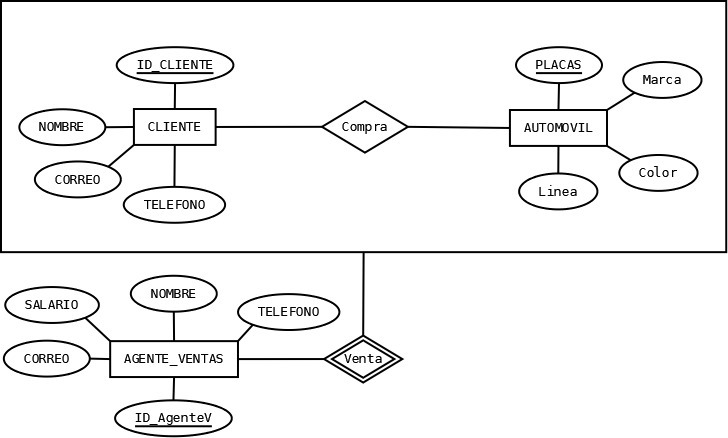 ID_CLIENTE
PLACAS
Marca
NOMBRE
CLIENTE
Compra
AUTOMOVIL
CORREO
Color
TELEFONO
Linea
SALARIO
NOMBRE
TELEFONO
CORREO
AGENTE_VENTAS
Venta
ID_AgenteV